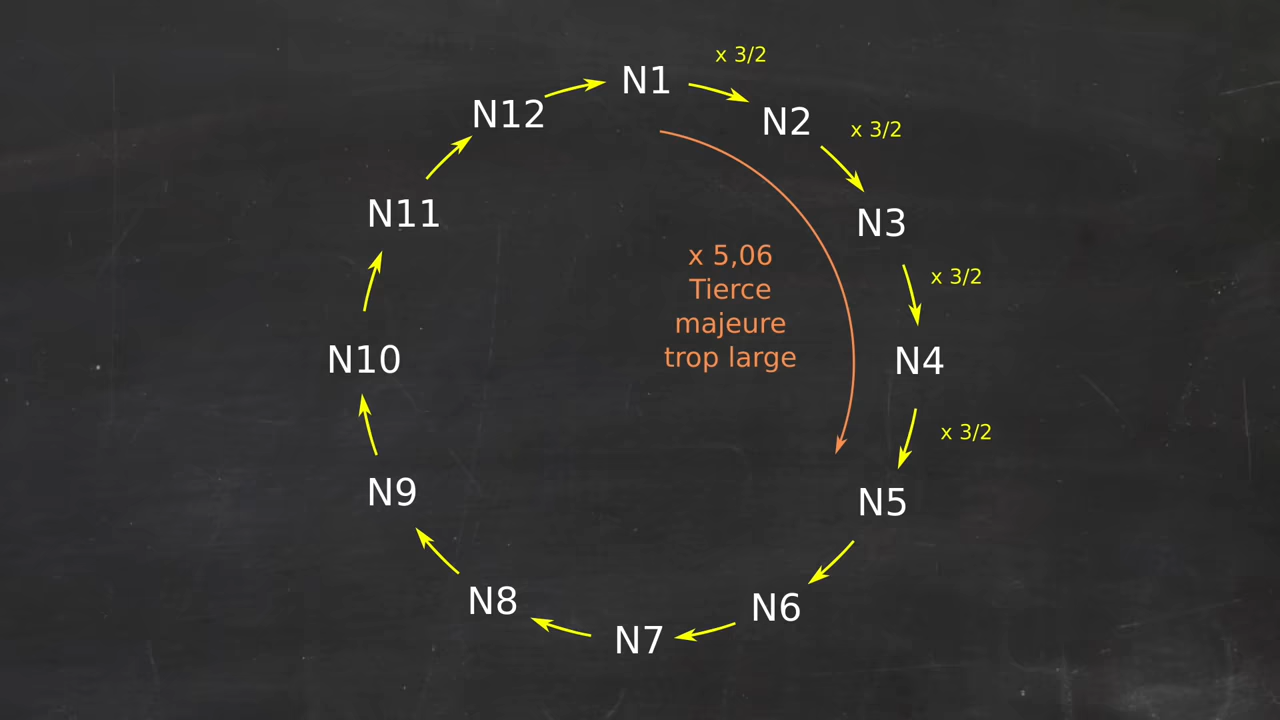 x 3/2
N1
N12
N2
x 3/2
N11
N3
x 5,06
Tierce
majeure
trop large
x 3/2
N10
N4
x 3/2
N9
N5
N8
N6
N7